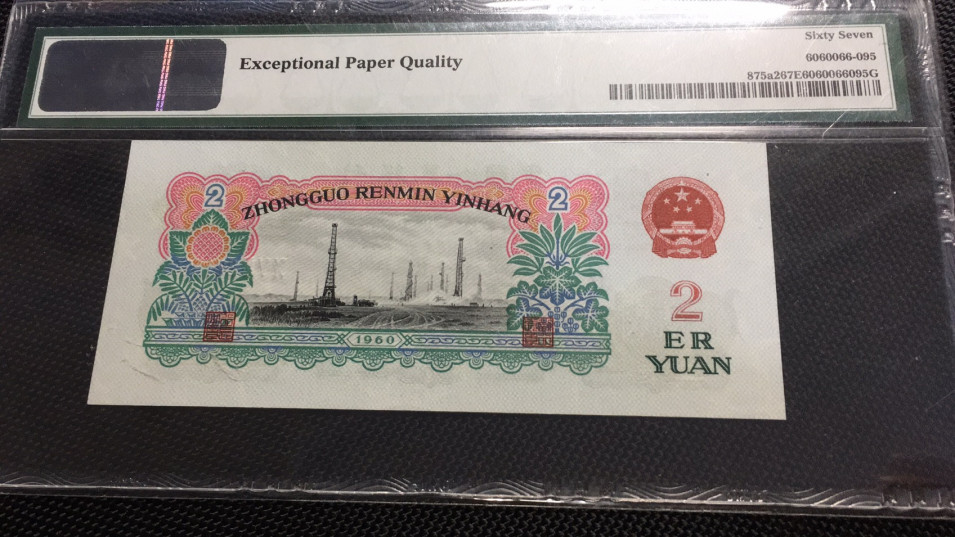 Sixty Seven
Exceptional Paper Quality
6060066-095
875a267E6060066095G
2
ZHONGGUO RENMIN YINHANG
2
1960
2
ER
YUAN